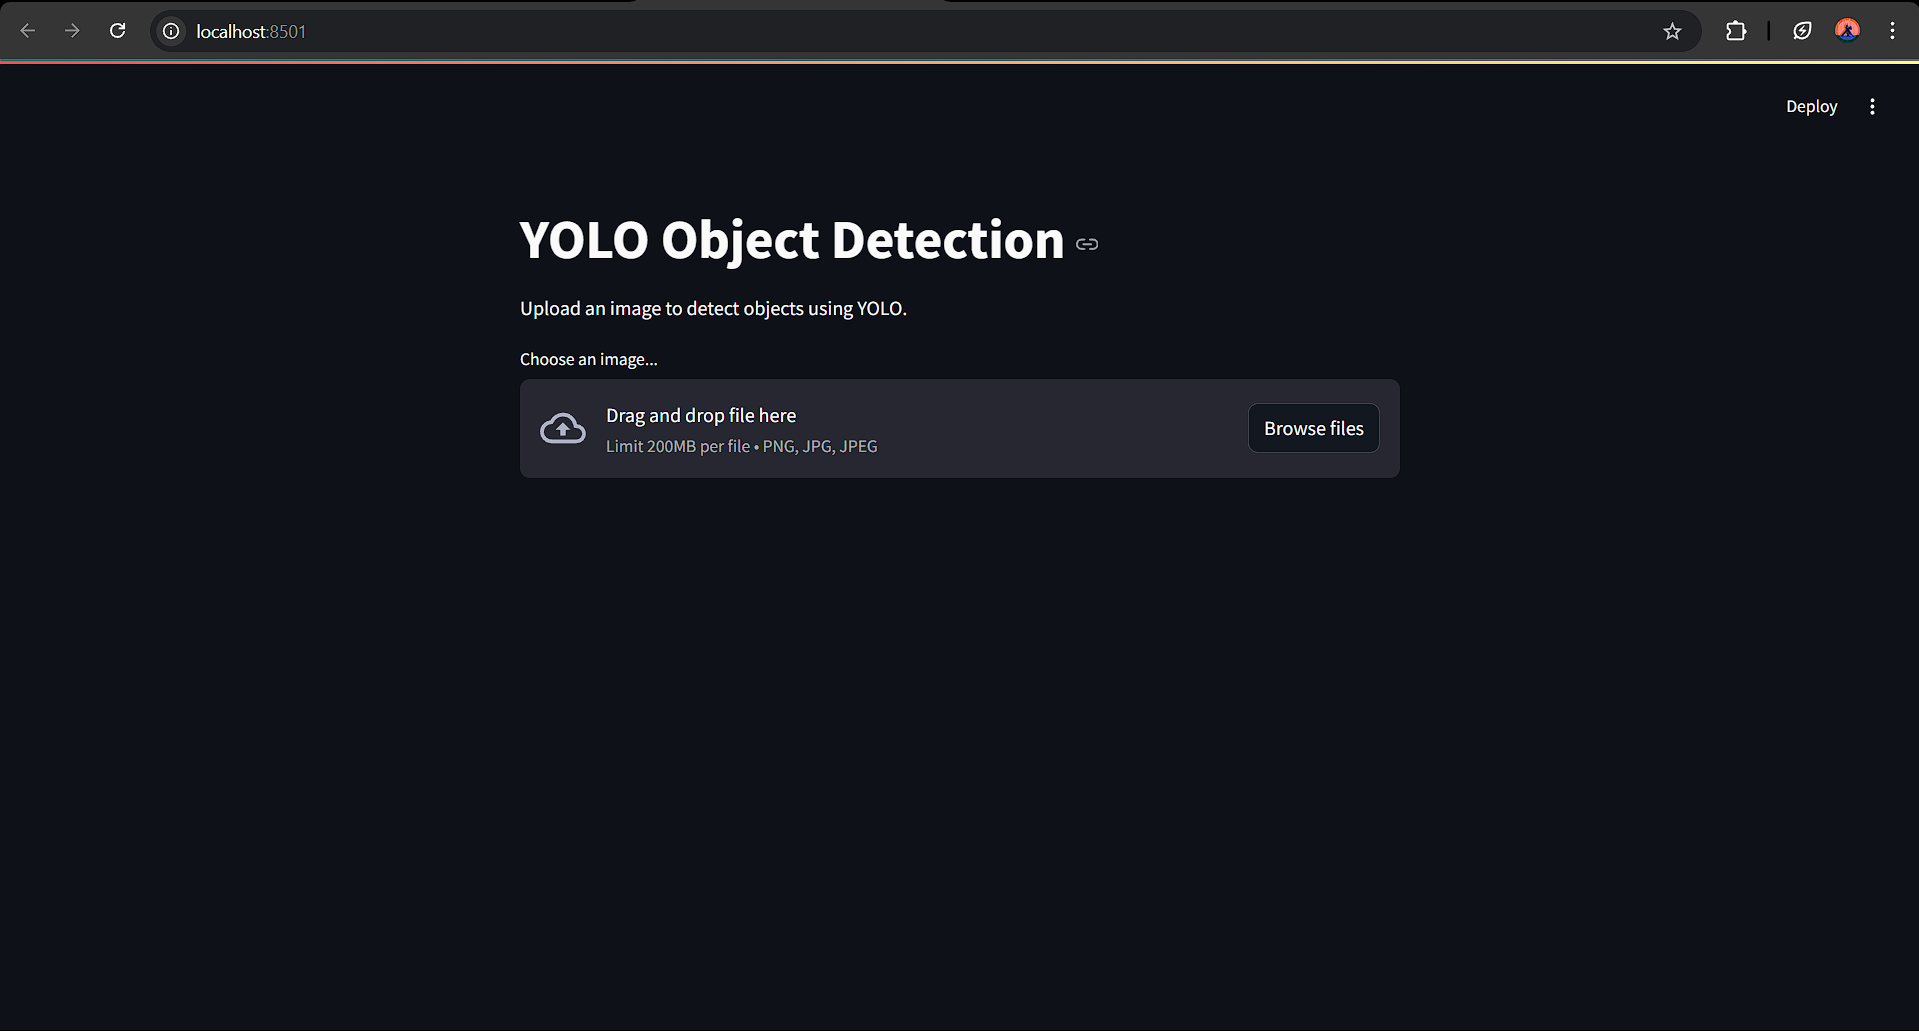 localhost:8501
Deploy
YOLO Object Detection
Upload an image to detect objects using YOLO.
Choose an image...
Drag and drop file here
Limit 200MB per file • PNG, JPG, JPEG
Browse files